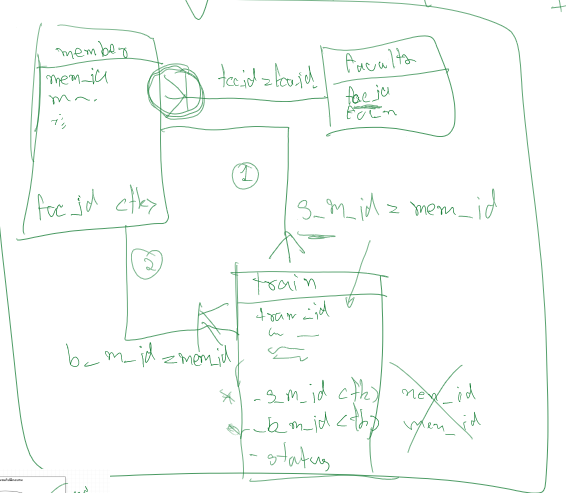 member
mem_id
fac_id <fk>
fac_id = fac_id
Faculty
fac_id
1
s_m_id = mem_id
2
b_m_id = mem_id
train
train_id
- s_m_id <fk>
mem_id
- b_m_id <fk>
mem_id
- status